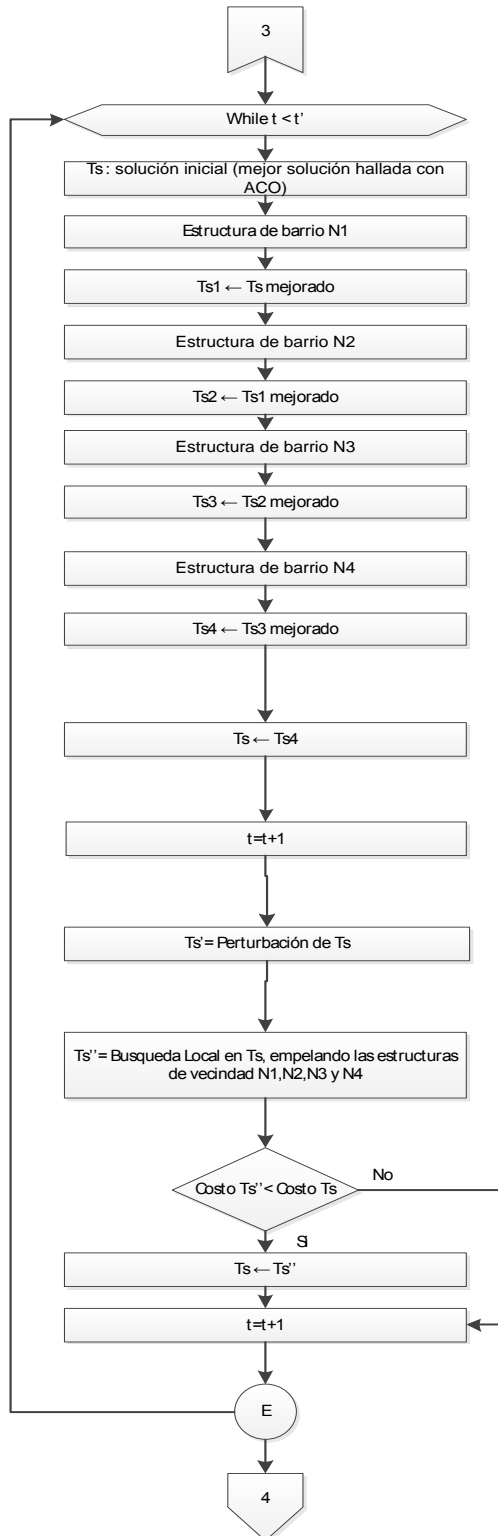 3
While t < t’
Ts: solución inicial (mejor solución hallada con
ACO)
Estructura de barrio N1
Ts1 ← Ts mejorado
Estructura de barrio N2
Ts2 ← Ts1 mejorado
Estructura de barrio N3
Ts3 ← Ts2 mejorado
Estructura de barrio N4
Ts4 ← Ts3 mejorado
Ts ← Ts4
t=t+1
Ts’= Perturbación de Ts
Ts’’= Busqueda Local en Ts, empelando las estructuras
de vecindad N1,N2,N3 y N4
Costo Ts’’< Costo Ts
No
Si
Ts ← Ts’’
t=t+1
E
4